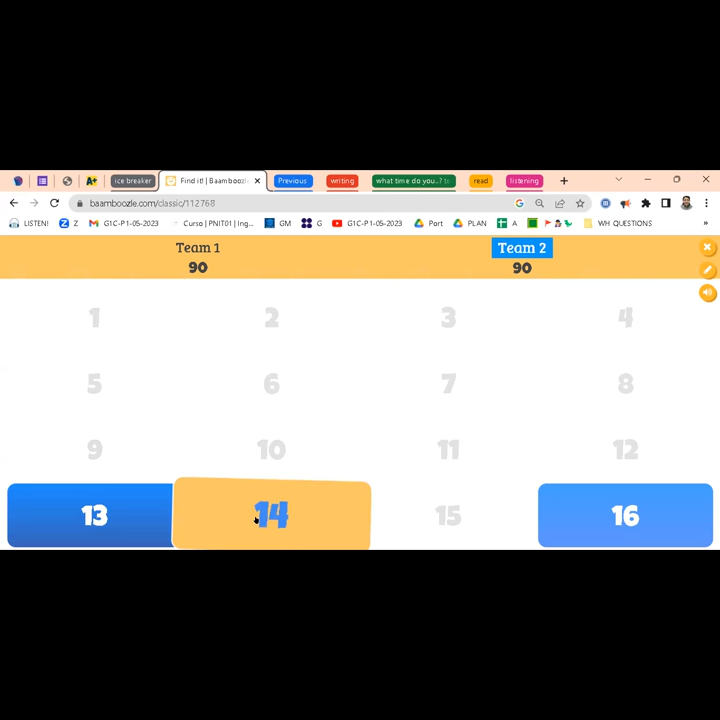 ice breaker
Find it! | Baamboozle
Previous
writing
what time do you..? te
read
listening
baamboozle.com/classic/112768
LISTEN!
Z
G1C-P1-05-2023
Curso | PNIT01 | Ing...
GM
G
G1C-P1-05-2023
Port
PLAN
A
WH QUESTIONS
Team 1
Team 2
90
90
1
2
3
4
5
6
7
8
9
10
11
12
13
14
15
16